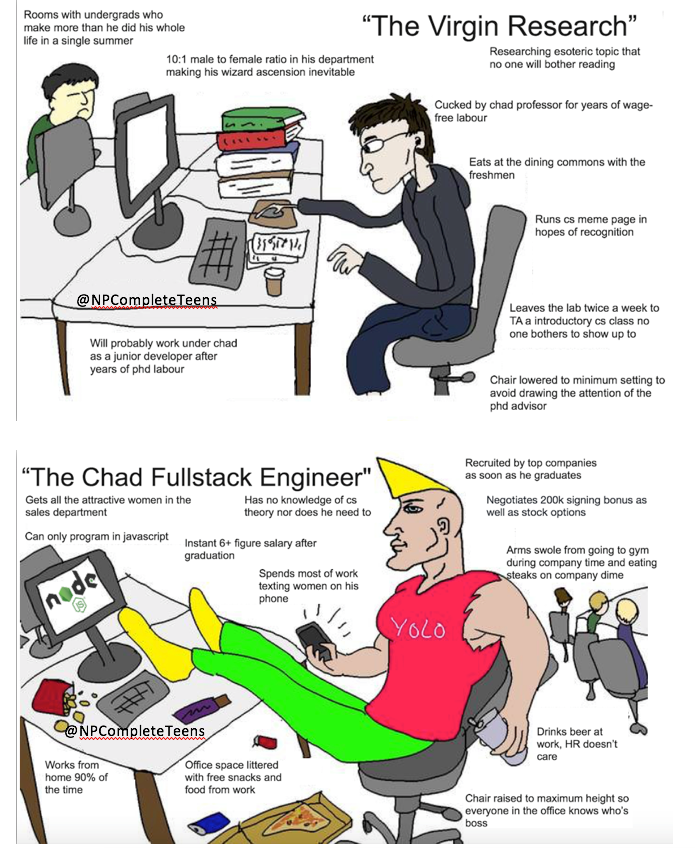 Rooms with undergrads who
make more than he did his whole
life in a single summer
“The Virgin Research”
10:1 male to female ratio in his department
making his wizard ascension inevitable
Researching esoteric topic that
no one will bother reading
Cucked by chad professor for years of wage-
free labour
Eats at the dining commons with the
freshmen
Runs cs meme page in
hopes of recognition
@NPCompleteTeens
Leaves the lab twice a week to
TA a introductory cs class no
one bothers to show up to
Will probably work under chad
as a junior developer after
years of phd labour
Chair lowered to minimum setting to
avoid drawing the attention of the
phd advisor
“The Chad Fullstack Engineer"
Recruited by top companies
as soon as he graduates
Gets all the attractive women in the
sales department
Has no knowledge of cs
theory nor does he need to
Negotiates 200k signing bonus as
well as stock options
Can only program in javascript
Instant 6+ figure salary after
graduation
Arms swole from going to gym
during company time and eating
steaks on company dime
Spends most of work
texting women on his
phone
node
JS
YOLO
@NPCompleteTeens
Drinks beer at
work, HR doesn’t
care
Works from
home 90% of
the time
Office space littered
with free snacks and
food from work
Chair raised to maximum height so
everyone in the office knows who’s
boss